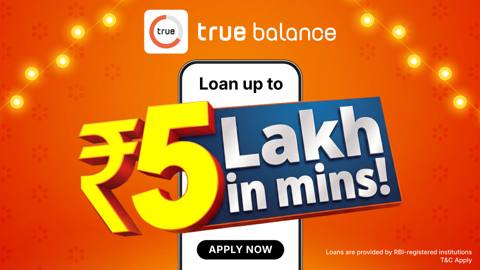 true
true balance
Loan up to
₹5
Lakh
in mins!
APPLY NOW
Loans are provided by RBI-registered institutions
T&C Apply